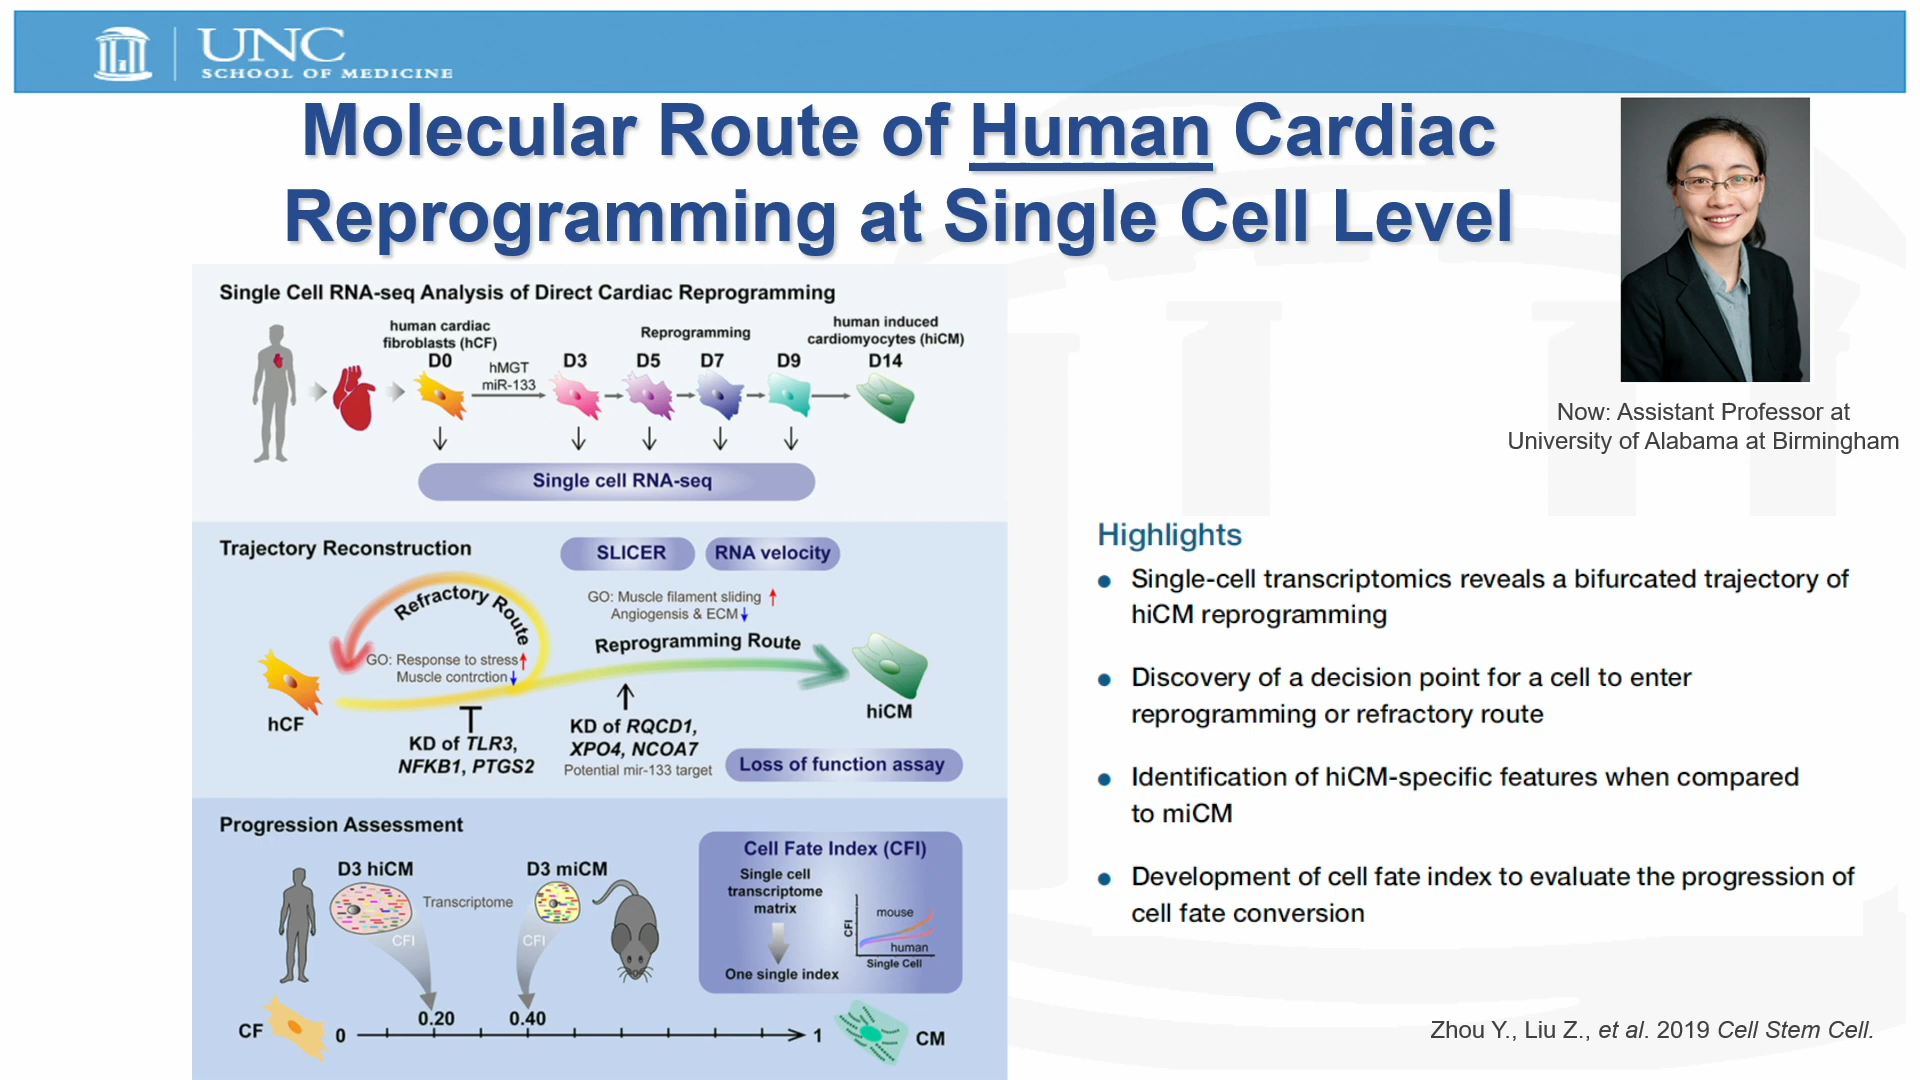 UNC
SCHOOL OF MEDICINE
Molecular Route of Human Cardiac
Reprogramming at Single Cell Level
Now: Assistant Professor at
University of Alabama at Birmingham
Single Cell RNA-seq Analysis of Direct Cardiac Reprogramming
human cardiac
fibroblasts (hCF)
Reprogramming
human induced
cardiomyocytes (hiCM)
D0
hMGT
miR-133
D3
D5
D7
D9
D14
Single cell RNA-seq
Trajectory Reconstruction
SLICER
RNA velocity
Refractory Route
GO: Response to stress↑
Muscle contrction↓
GO: Muscle filament sliding ↑
Angiogensis & ECM↓
Reprogramming Route
hCF
hiCM
KD of TLR3,
NFKB1, PTGS2
KD of RQCD1,
XPO4, NCOA7
Potential mir-133 target
Loss of function assay
Progression Assessment
D3 hiCM
Transcriptome
D3 miCM
CFI
CFI
Cell Fate Index (CFI)
Single cell
transcriptome
matrix
One single index
CFI
mouse
human
Single Cell
CF
0
0.20
0.40
1
CM
Highlights
• Single-cell transcriptomics reveals a bifurcated trajectory of
hiCM reprogramming
• Discovery of a decision point for a cell to enter
reprogramming or refractory route
• Identification of hiCM-specific features when compared
to miCM
• Development of cell fate index to evaluate the progression of
cell fate conversion
Zhou Y., Liu Z., et al. 2019 Cell Stem Cell.